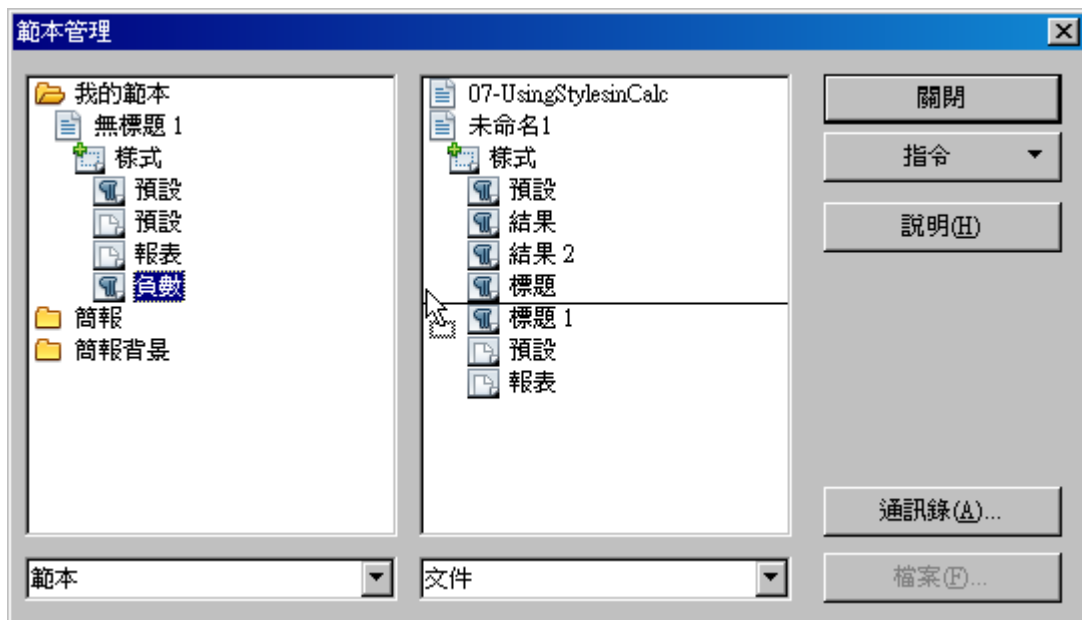 範本管理
我的範本
無標題 1
樣式
預設
預設
報表
負數
簡報
簡報背景
範本
07-UsingStylesinCalc
未命名1
樣式
預設
結果
結果 2
標題
標題 1
預設
報表
文件
關閉
指令
說明(H)
通訊錄(A)...
檔案(F)...